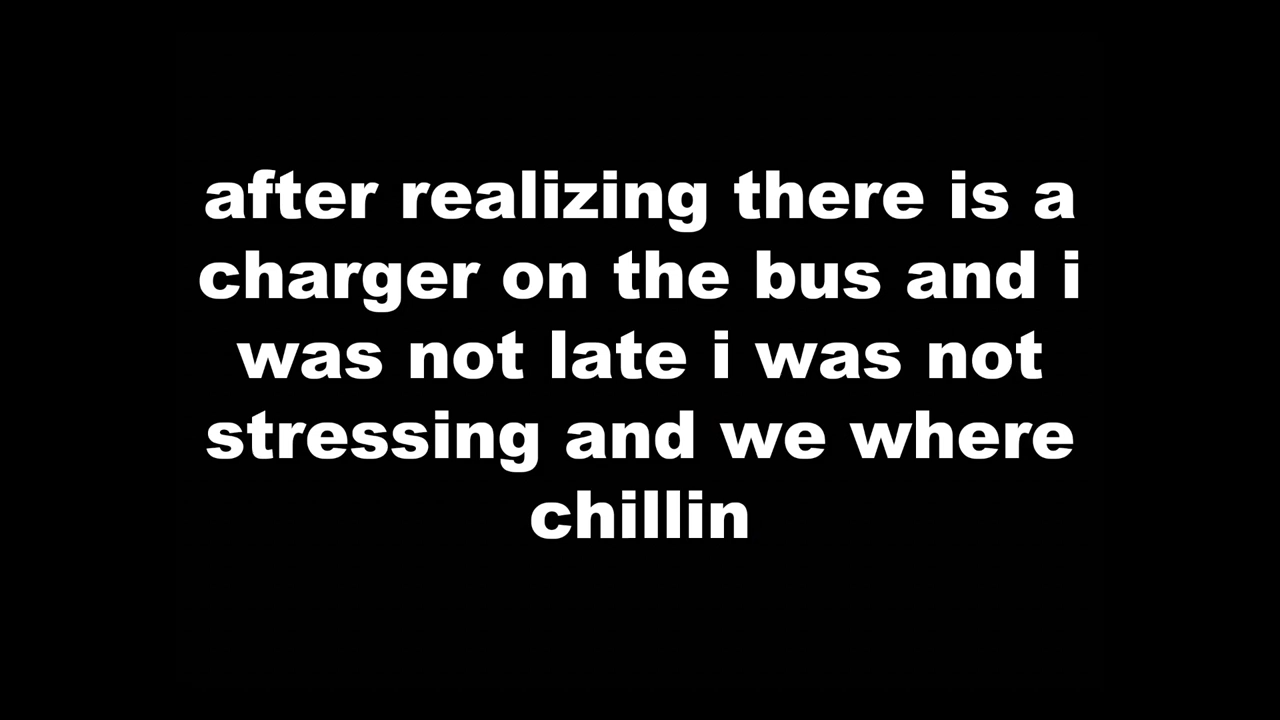 after realizing there is a
charger on the bus and i
was not late i was not
stressing and we where
chillin